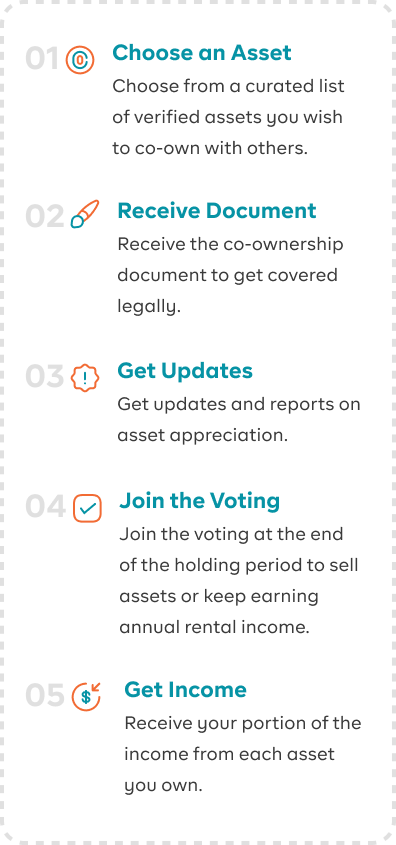 01 Choose an Asset
Choose from a curated list
of verified assets you wish
to co-own with others.
02 Receive Document
Receive the co-ownership
document to get covered
legally.
03 Get Updates
Get updates and reports on
asset appreciation.
04 Join the Voting
Join the voting at the end
of the holding period to sell
assets or keep earning
annual rental income.
05 $ Get Income
Receive your portion of the
income from each asset
you own.